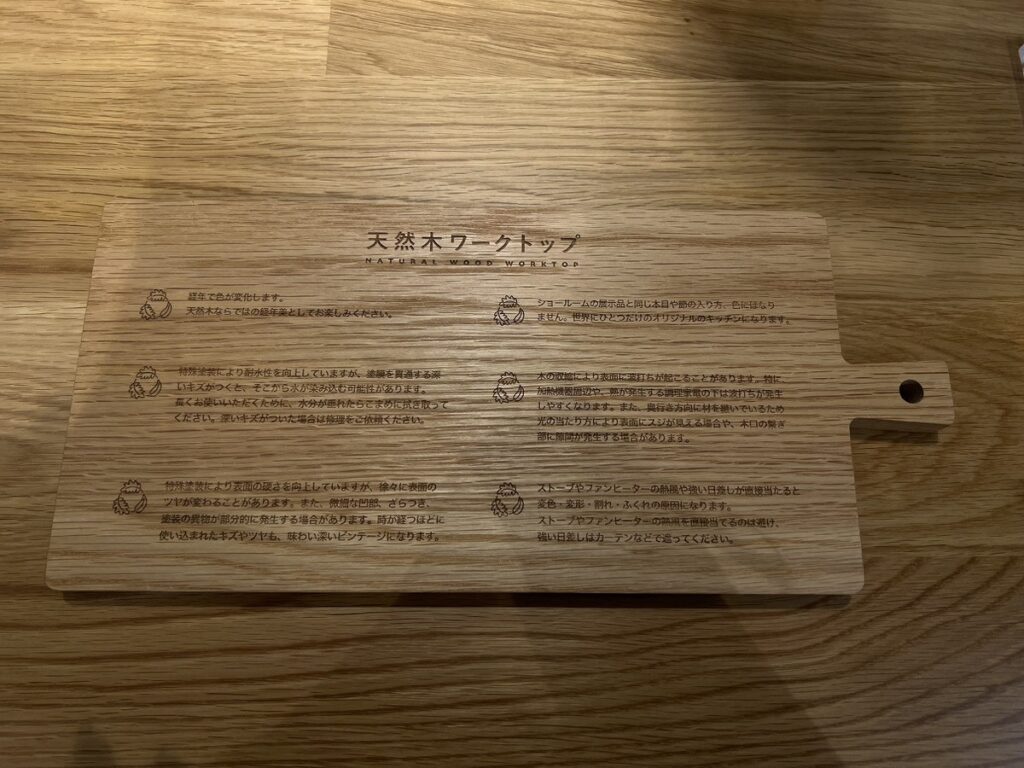 天然木ワークトップ
NATURAL WOOD WORKTOP
経年で色が変化します。
天然木ならではの経年美としてお楽しみください。
特殊塗装により耐水性を向上していますが、塗膜を貫通する深
いキズがつくと、そこから水が染み込む可能性があります。
長くお使いいただくために、水分が垂れたらこまめに拭き取って
ください。深いキズがついた場合は修理をご依頼ください。
特殊塗装により表面の硬さを向上していますが、徐々に表面の
ツヤが変わることがあります。また、微細な凹部、ざらつき、
塗装の異物が部分的に発生する場合があります。時が経つほどに
使い込まれたキズやツヤも、味わい深いビンテージになります。
ショールームの展示品と同じ木目や節の入り方、色にはなり
ません。世界にひとつだけのオリジナルのキッチンになります。
木の収縮により表面に波打ちが起こることがあります。特に
加熱機器周辺や、熱が発生する調理家電の下は波打ちが発生
しやすくなります。また、奥行き方向に材を継いでいるため
光の当たり方により表面にスジが見える場合や、木口の繋ぎ
部に隙間が発生する場合があります。
ストーブやファンヒーターの熱風や強い日差しが直接当たると
変色・変形・割れ・ふくれの原因になります。
ストーブやファンヒーターの熱風を直接当てるのは避け、
強い日差しはカーテンなどで遮ってください。